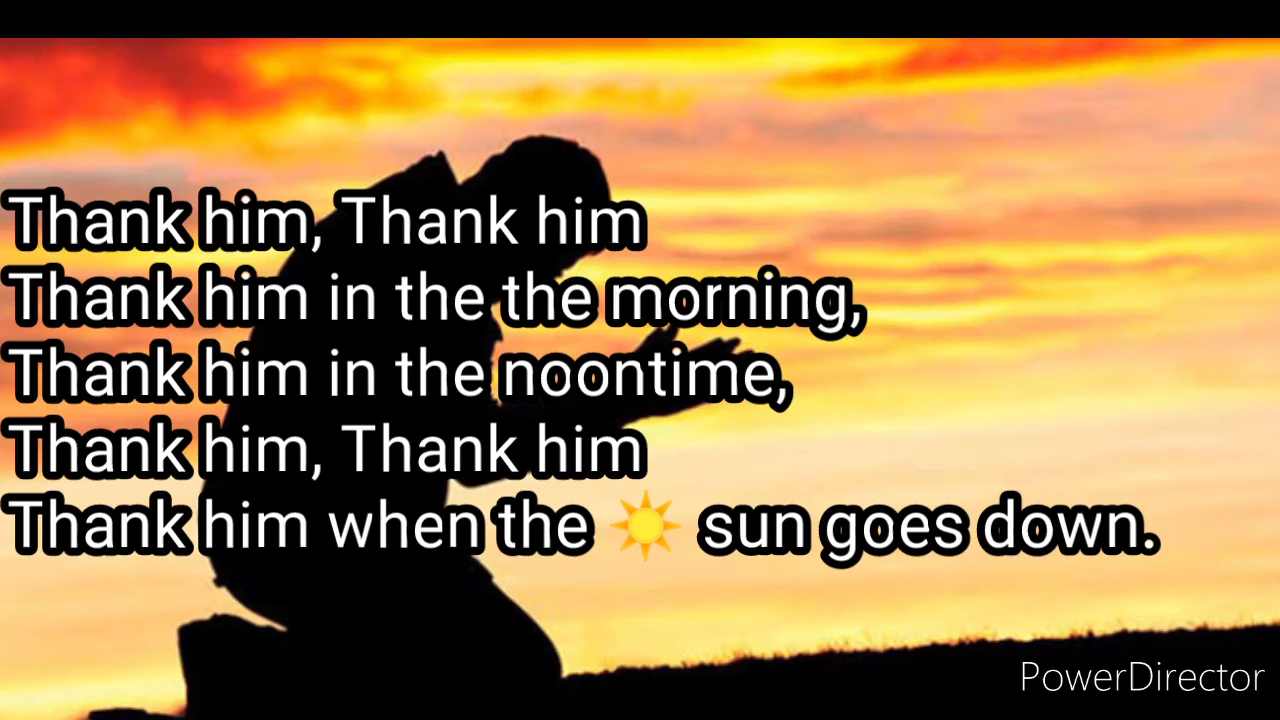 Thank him, Thank him
Thank him in the the morning,
Thank him in the noontime,
Thank him, Thank him
Thank him when the ☀️ sun goes down.
PowerDirector